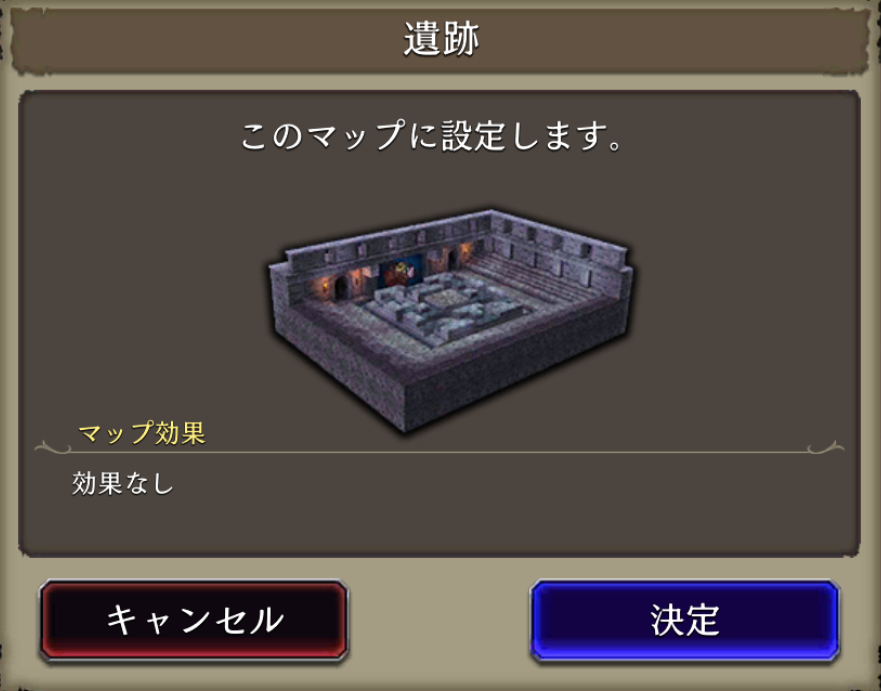 遺跡
このマップに設定します。
マップ効果
効果なし
キャンセル
決定